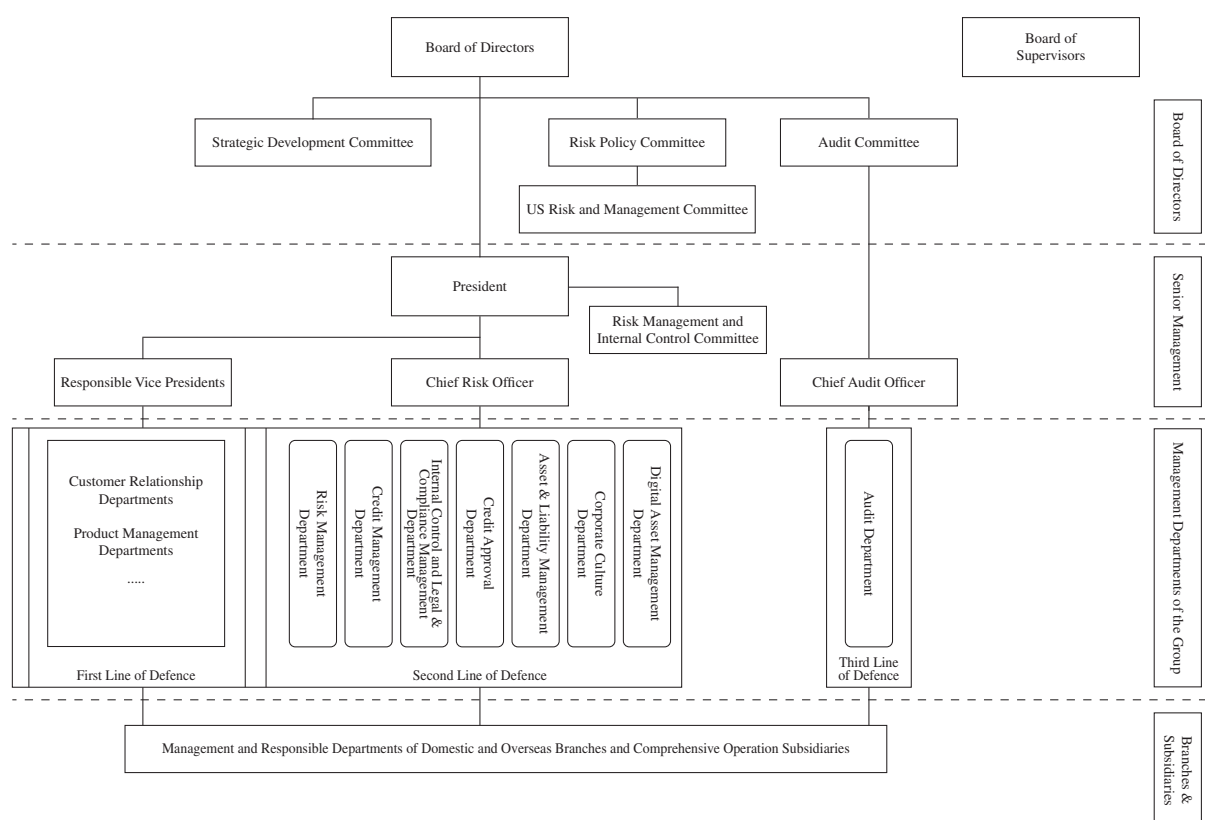 Board of Directors
Board of
Supervisors
Strategic Development Committee
Risk Policy Committee
Audit Committee
US Risk and Management Committee
Board of Directors
President
Risk Management and
Internal Control Committee
Responsible Vice Presidents
Chief Risk Officer
Chief Audit Officer
Senior Management
Customer Relationship
Departments
Product Management
Departments
.....
First Line of Defence
Risk Management
Department
Credit Management
Department
Internal Control and Legal &
Compliance Management
Department
Credit Approval
Department
Asset & Liability Management
Department
Corporate Culture
Department
Digital Asset Management
Department
Second Line of Defence
Audit Department
Third Line
of Defence
Management Departments of the Group
Management and Responsible Departments of Domestic and Overseas Branches and Comprehensive Operation Subsidiaries
Branches &
Subsidiaries